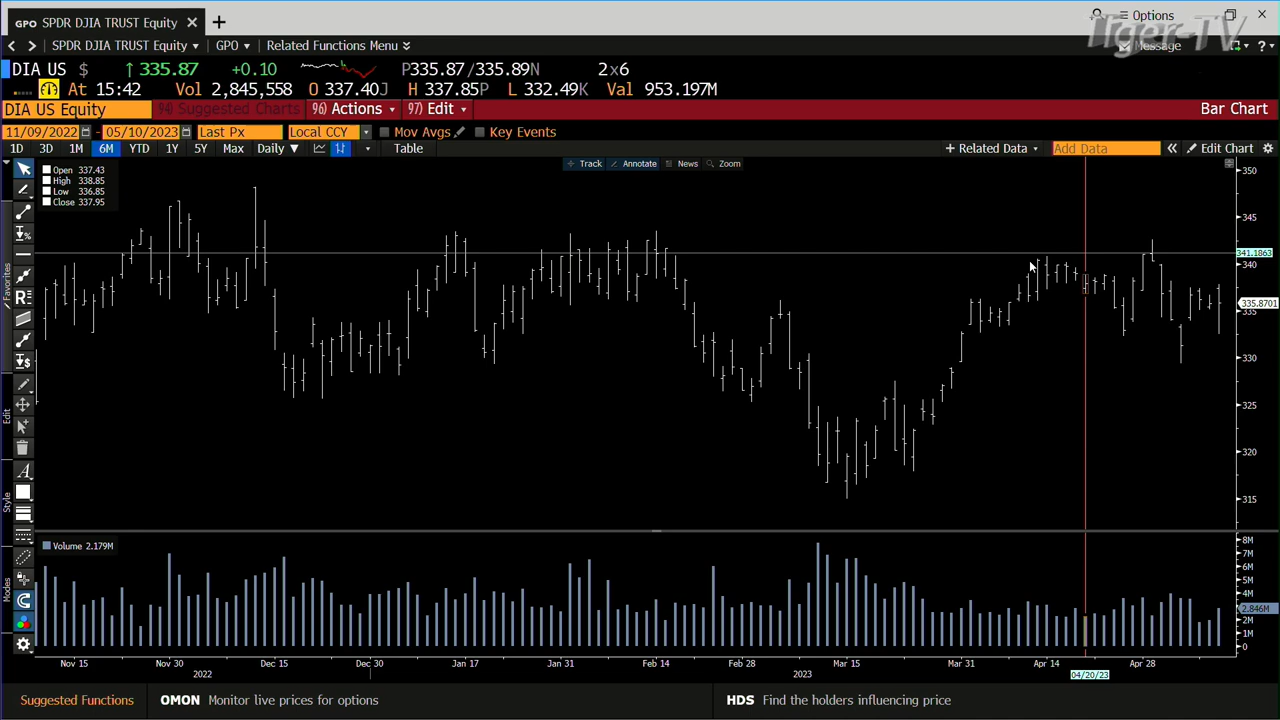 GPO SPDR DJIA TRUST Equity × +
Options
Tiger-TV
SPDR DJIA TRUST Equity GPO Related Functions Menu
Message
DIA US $ ↑ 335.87 +0.10 P335.87/335.89N 2x6
At 15:42 Vol 2,845,558 O 337.40J H 337.85P L 332.49K Val 953.197M
DIA US Equity 94) Suggested Charts 96) Actions 97) Edit Bar Chart
11/09/2022 - 05/10/2023 Last Px Local CCY Mov Avgs Key Events
1D 3D 1M 6M YTD 1Y 5Y Max Daily ▼ Table + Related Data Add Data « Edit Chart
Track Annotate News Zoom
Open 337.43
High 338.85
Low 336.85
Close 337.95
350
345
341.1863
340
335.8701
335
330
325
320
315
Favorites
Edit
Style
Modes
Volume 2.179M
8M
7M
6M
5M
4M
2.846M
2M
1M
0
Nov 15 Nov 30 Dec 15 Dec 30 Jan 17 Jan 31 Feb 14 Feb 28 Mar 15 Mar 31 Apr 14 Apr 28
2022 2023 04/20/23
Suggested Functions OMON Monitor live prices for options HDS Find the holders influencing price